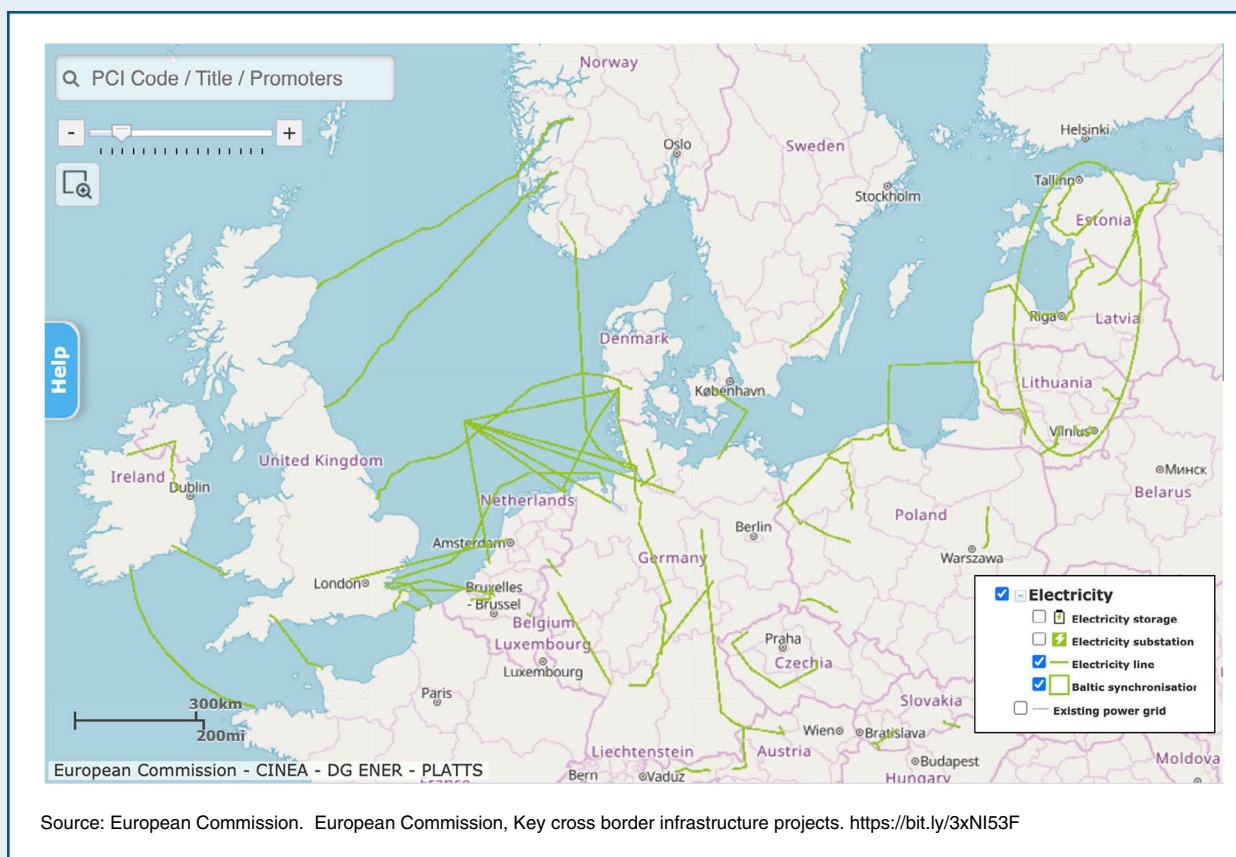 PCI Code / Title / Promoters
-
+
Help
Norway
Oslo
Sweden
Helsinki
Tallinn
Stockholm
Estonia
Riga
Latvia
Denmark
København
Lithuania
Vilnius
Минск
Belarus
Ireland
Dublin
United Kingdom
Netherlands
Amsterdam
London
Berlin
Poland
Warszawa
Germany
Bruxelles
- Brussel
Belgium
Luxembourg
Luxembourg
Praha
Czechia
Paris
Slovakia
Wien
Bratislava
Liechtenstein
Austria
Budapest
Moldova
Bern
Vaduz
France
Hungary
300km
200mi
Electricity
Electricity storage
Electricity substation
Electricity line
Baltic synchronisation
Existing power grid
European Commission - CINEA - DG ENER - PLATTS
Source: European Commission. European Commission, Key cross border infrastructure projects. https://bit.ly/3xNI53F